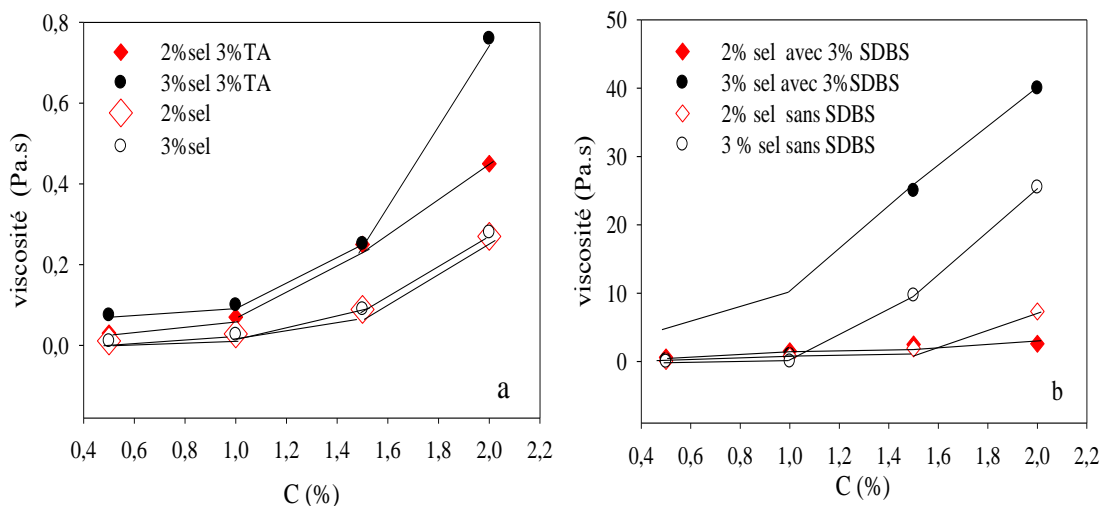 0,8
0,6
0,4
0,2
0,0
viscosité (Pa.s)
2%sel 3%TA
3%sel 3%TA
2%sel
3%sel
a
0,4 0,6 0,8 1,0 1,2 1,4 1,6 1,8 2,0 2,2
C (%)
50
40
30
20
10
0
viscosité (Pa.s)
2% sel avec 3% SDBS
3% sel avec 3%SDBS
2% sel sans SDBS
3 % sel sans SDBS
b
0,4 0,6 0,8 1,0 1,2 1,4 1,6 1,8 2,0 2,2
C (%)